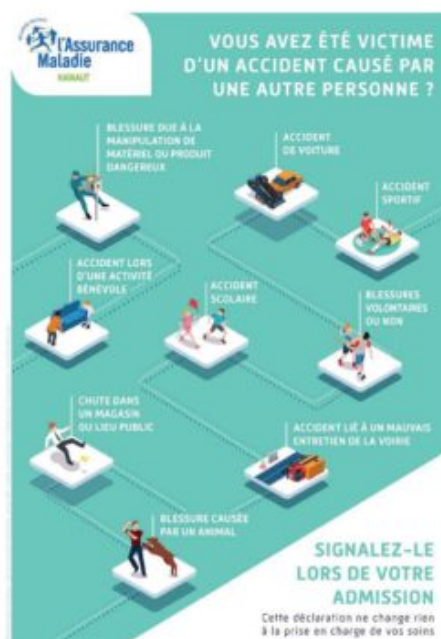 l'Assurance
Maladie
HAINAUT
VOUS AVEZ ÉTÉ VICTIME
D'UN ACCIDENT CAUSÉ PAR
UNE AUTRE PERSONNE ?
BLESSURE DUE À LA
MANIPULATION DE
MATÉRIEL OU PRODUIT
DANGEREUX
ACCIDENT
DE VOITURE
ACCIDENT
SPORTIF
ACCIDENT LORS
D'UNE ACTIVITÉ
BÉNÉVOLE
ACCIDENT
SCOLAIRE
BLESSURES
VOLONTAIRES
OU NON
CHUTE DANS
UN MAGASIN
OU LIEU PUBLIC
ACCIDENT LIÉ À UN MAUVAIS
ENTRETIEN DE LA VOIRIE
BLESSURE CAUSÉE
PAR UN ANIMAL
SIGNALEZ-LE
LORS DE VOTRE
ADMISSION
Cette déclaration ne change rien
à la prise en charge de vos soins